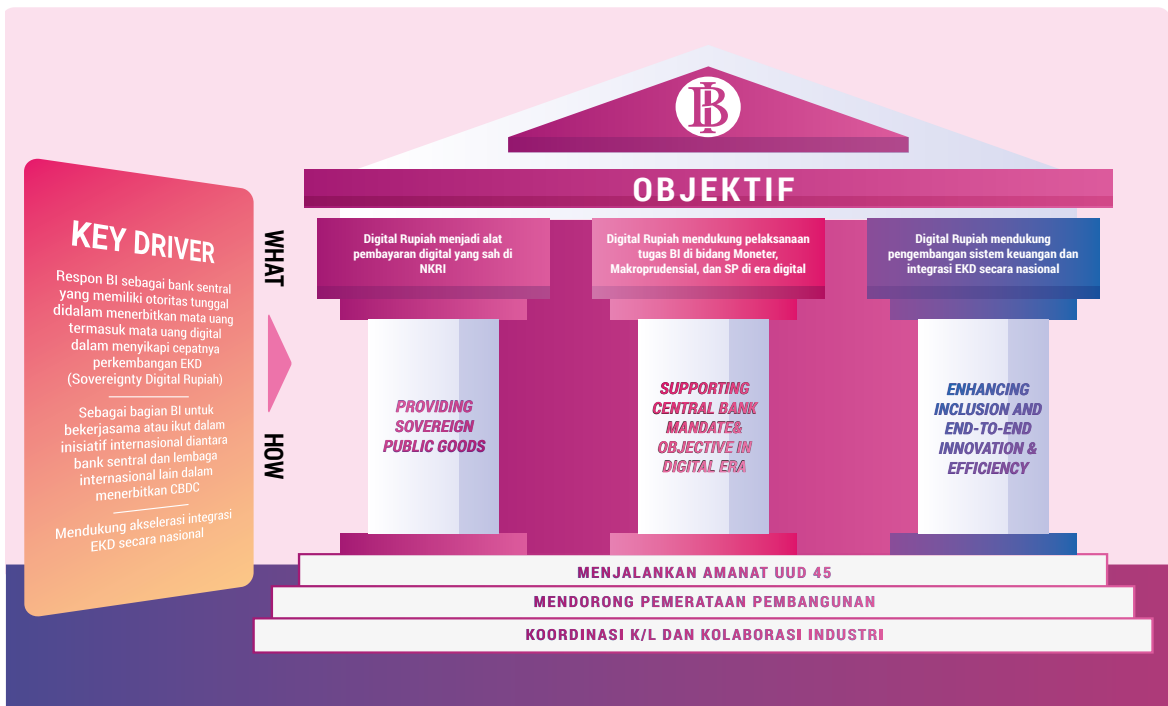 KEY DRIVER
Respon BI sebagai bank sentral
yang memiliki otoritas tunggal
didalam menerbitkan mata uang
termasuk mata uang digital
dalam menyikapi cepatnya
perkembangan EKD
(Sovereignty Digital Rupiah)
Sebagai bagian BI untuk
bekerjasama atau ikut dalam
inisiatif internasional diantara
bank sentral dan lembaga
internasional lain dalam
menerbitkan CBDC
Mendukung akselerasi integrasi
EKD secara nasional
WHAT
HOW
BI
OBJEKTIF
Digital Rupiah menjadi alat
pembayaran digital yang sah di
NKRI
Digital Rupiah mendukung pelaksanaan
tugas BI di bidang Moneter,
Makroprudensial, dan SP di era digital
Digital Rupiah mendukung
pengembangan sistem keuangan dan
integrasi EKD secara nasional
PROVIDING
SOVEREIGN
PUBLIC GOODS
SUPPORTING
CENTRAL BANK
MANDATE&
OBJECTIVE IN
DIGITAL ERA
ENHANCING
INCLUSION AND
END-TO-END
INNOVATION &
EFFICIENCY
MENJALANKAN AMANAT UUD 45
MENDORONG PEMERATAAN PEMBANGUNAN
KOORDINASI K/L DAN KOLABORASI INDUSTRI